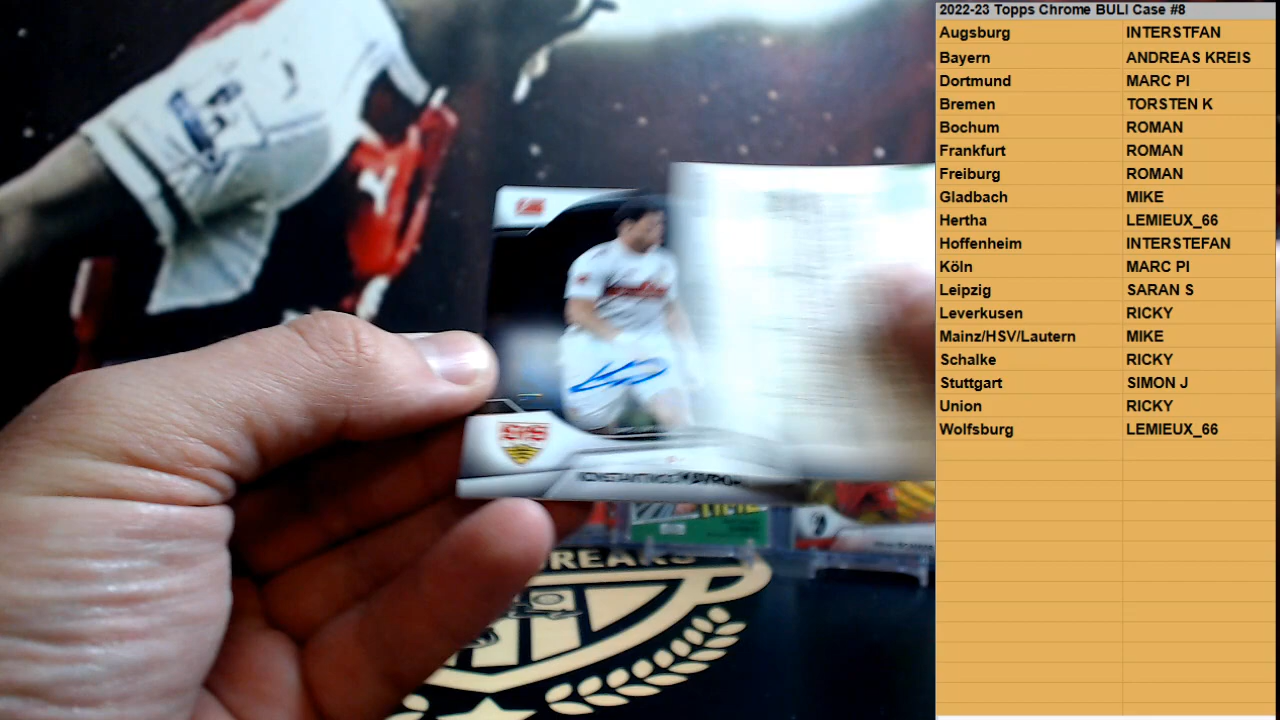 2022-23 Topps Chrome BULI Case #8
Augsburg INTERSTFAN
Bayern ANDREAS KREIS
Dortmund MARC PI
Bremen TORSTEN K
Bochum ROMAN
Frankfurt ROMAN
Freiburg ROMAN
Gladbach MIKE
Hertha LEMIEUX_66
Hoffenheim INTERSTEFAN
Köln MARC PI
Leipzig SARAN S
Leverkusen RICKY
Mainz/HSV/Lautern MIKE
Schalke RICKY
Stuttgart SIMON J
Union RICKY
Wolfsburg LEMIEUX_66